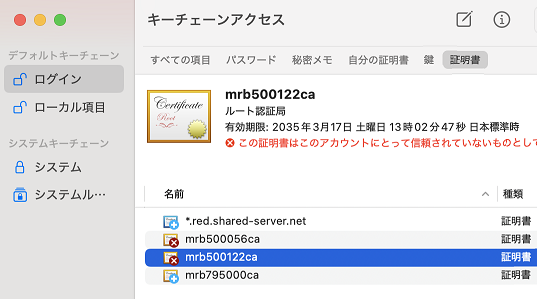 キーチェーンアクセス
デフォルトキーチェーン
ログイン
ローカル項目
システムキーチェーン
システム
システムル…
すべての項目 パスワード 秘密メモ 自分の証明書 鍵 証明書
Certificate
Root
mrb500122ca
ルート認証局
有効期限: 2035年3月17日 土曜日 13時02分47秒 日本標準時
この証明書はこのアカウントにとって信頼されていないものとして
名前 種類
*.red.shared-server.net 証明書
mrb500056ca 証明書
mrb500122ca 証明書
mrb795000ca 証明書